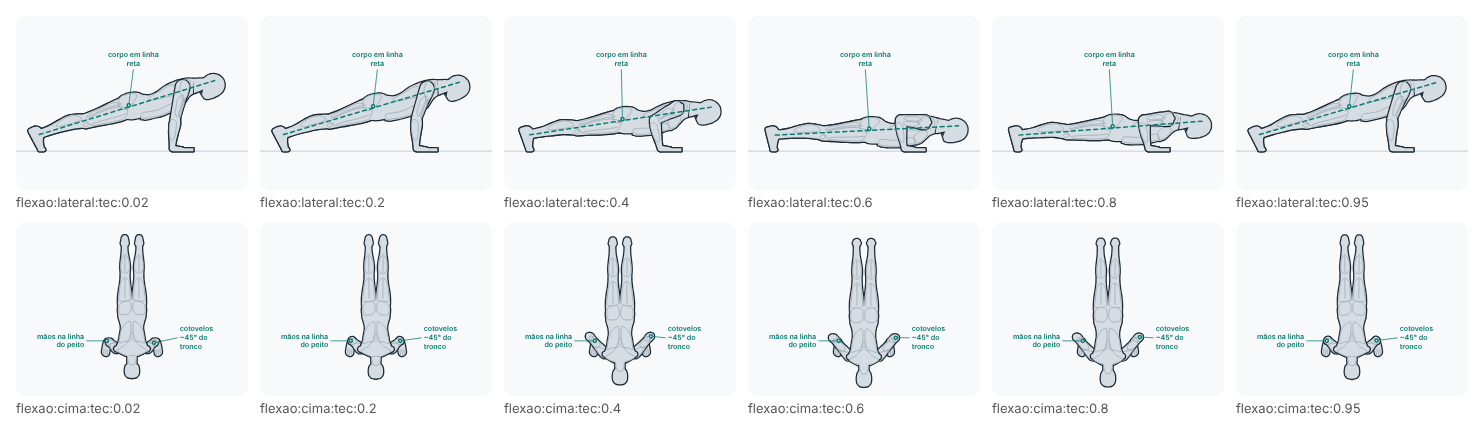 corpo em linha
reta
corpo em linha
reta
corpo em linha
reta
corpo em linha
reta
corpo em linha
reta
corpo em linha
reta
flexao:lateral:tec:0.02
flexao:lateral:tec:0.2
flexao:lateral:tec:0.4
flexao:lateral:tec:0.6
flexao:lateral:tec:0.8
flexao:lateral:tec:0.95
mãos na linha
do peito
cotovelos
~45° do
tronco
mãos na linha
do peito
cotovelos
~45° do
tronco
mãos na linha
do peito
cotovelos
~45° do
tronco
mãos na linha
do peito
cotovelos
~45° do
tronco
mãos na linha
do peito
cotovelos
~45° do
tronco
mãos na linha
do peito
cotovelos
~45° do
tronco
flexao:cima:tec:0.02
flexao:cima:tec:0.2
flexao:cima:tec:0.4
flexao:cima:tec:0.6
flexao:cima:tec:0.8
flexao:cima:tec:0.95